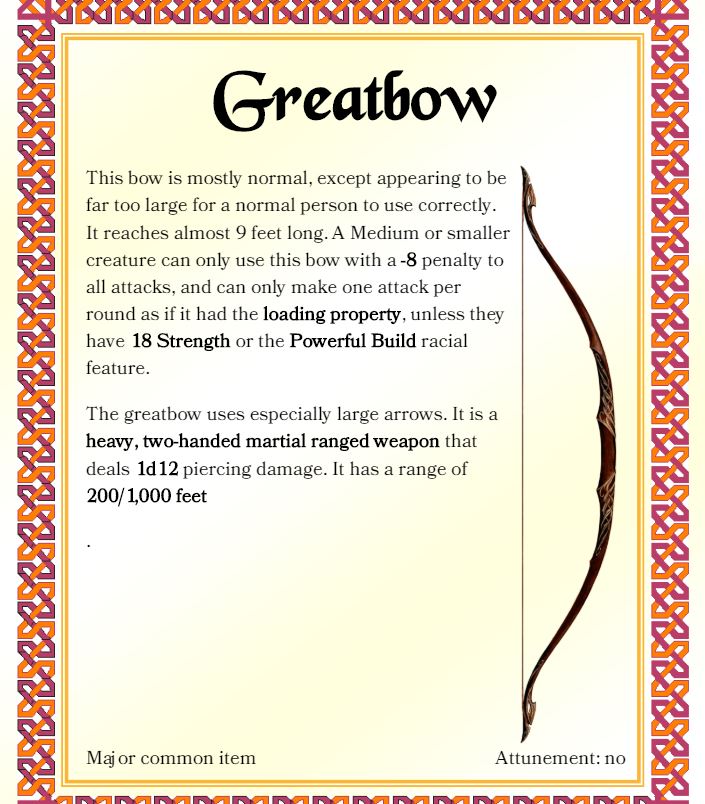 Greatbow
This bow is mostly normal, except appearing to be
far too large for a normal person to use correctly.
It reaches almost 9 feet long. A Medium or smaller
creature can only use this bow with a -8 penalty to
all attacks, and can only make one attack per
round as if it had the loading property, unless they
have 18 Strength or the Powerful Build racial
feature.
The greatbow uses especially large arrows. It is a
heavy, two-handed martial ranged weapon that
deals 1d12 piercing damage. It has a range of
200/1,000 feet
.
Major common item
Attunement: no